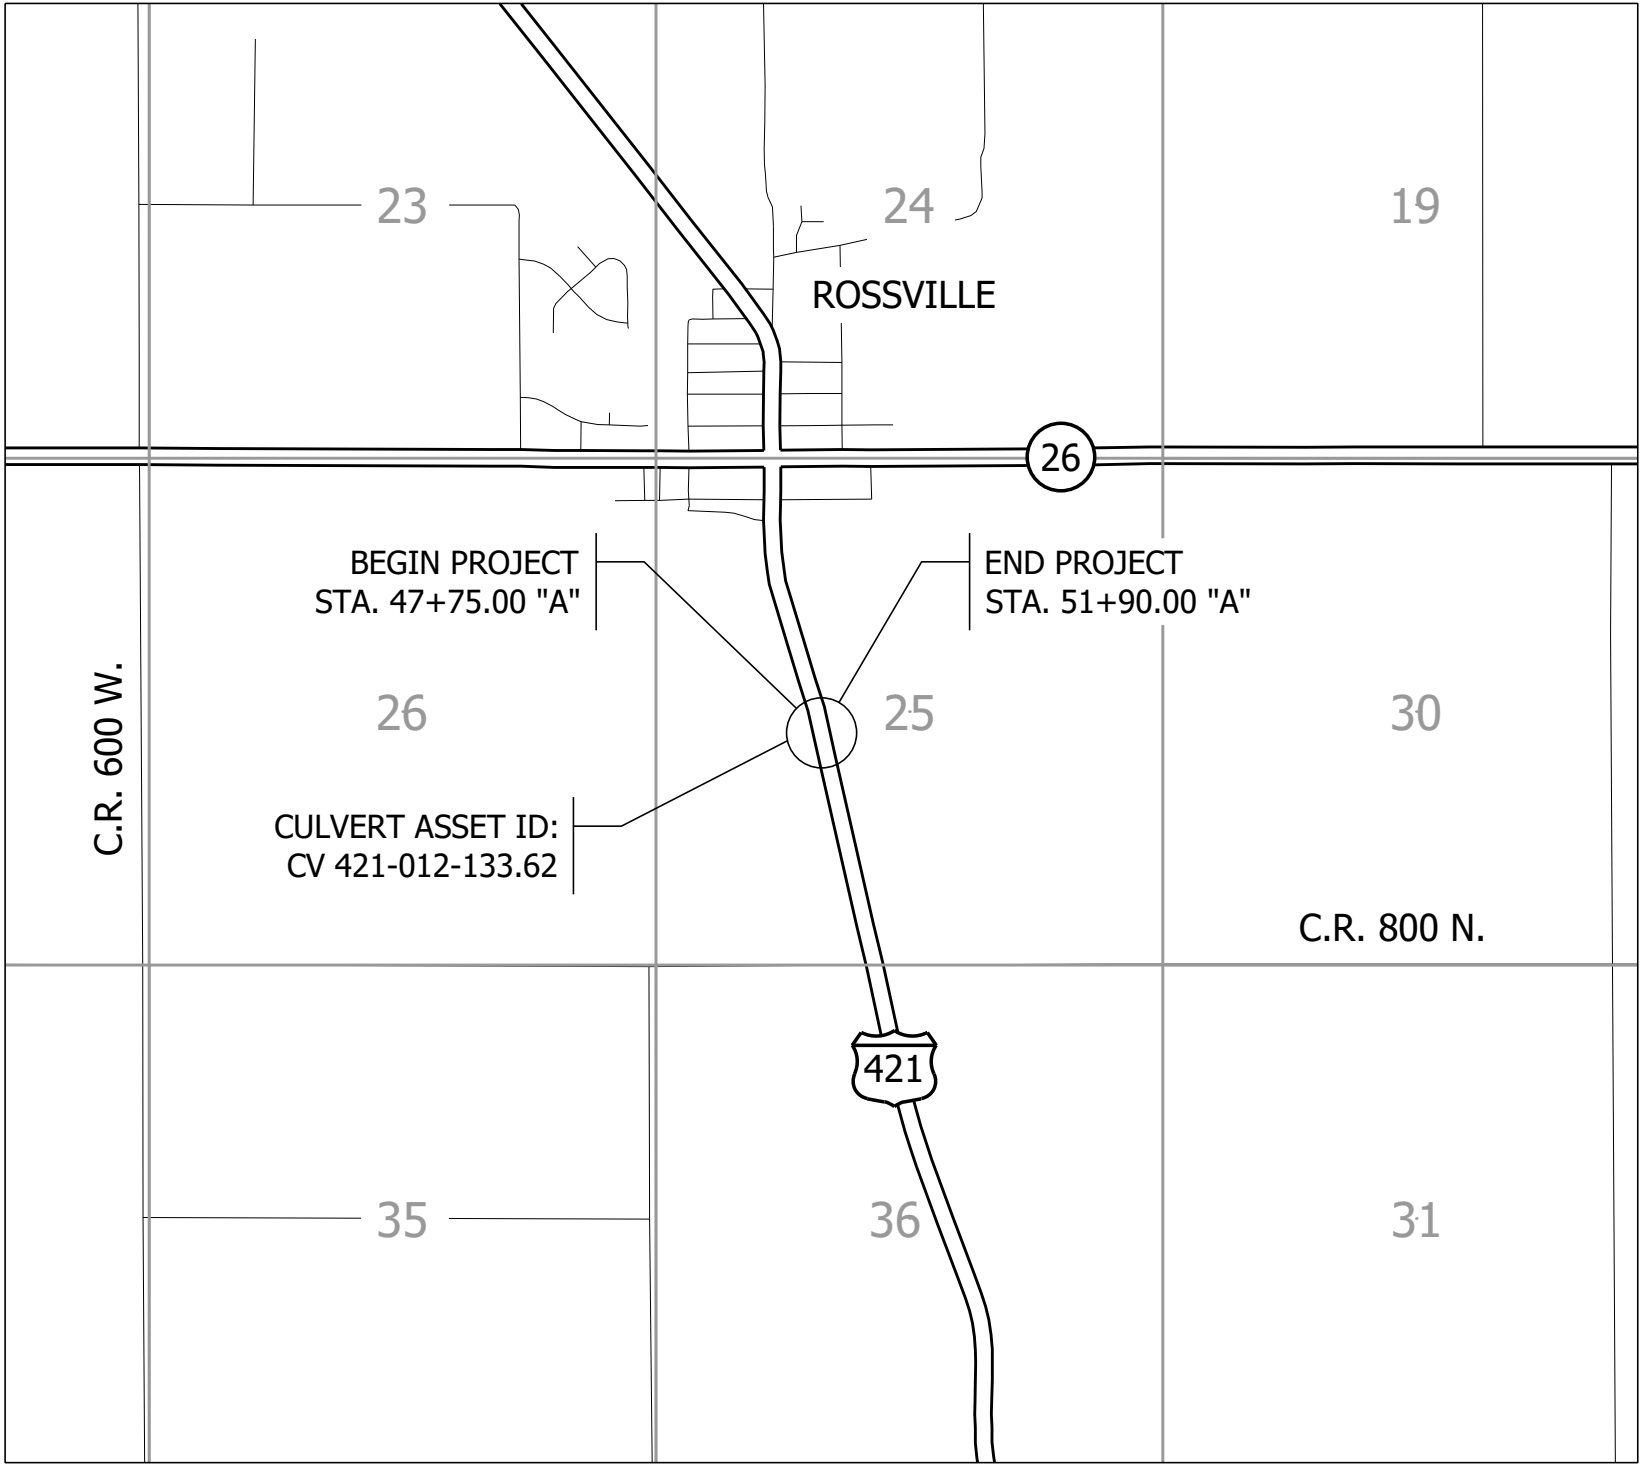 23
24
19
ROSSVILLE
26
BEGIN PROJECT
STA. 47+75.00 "A"
END PROJECT
STA. 51+90.00 "A"
C.R. 600 W.
26
25
30
CULVERT ASSET ID:
CV 421-012-133.62
C.R. 800 N.
421
35
36
31